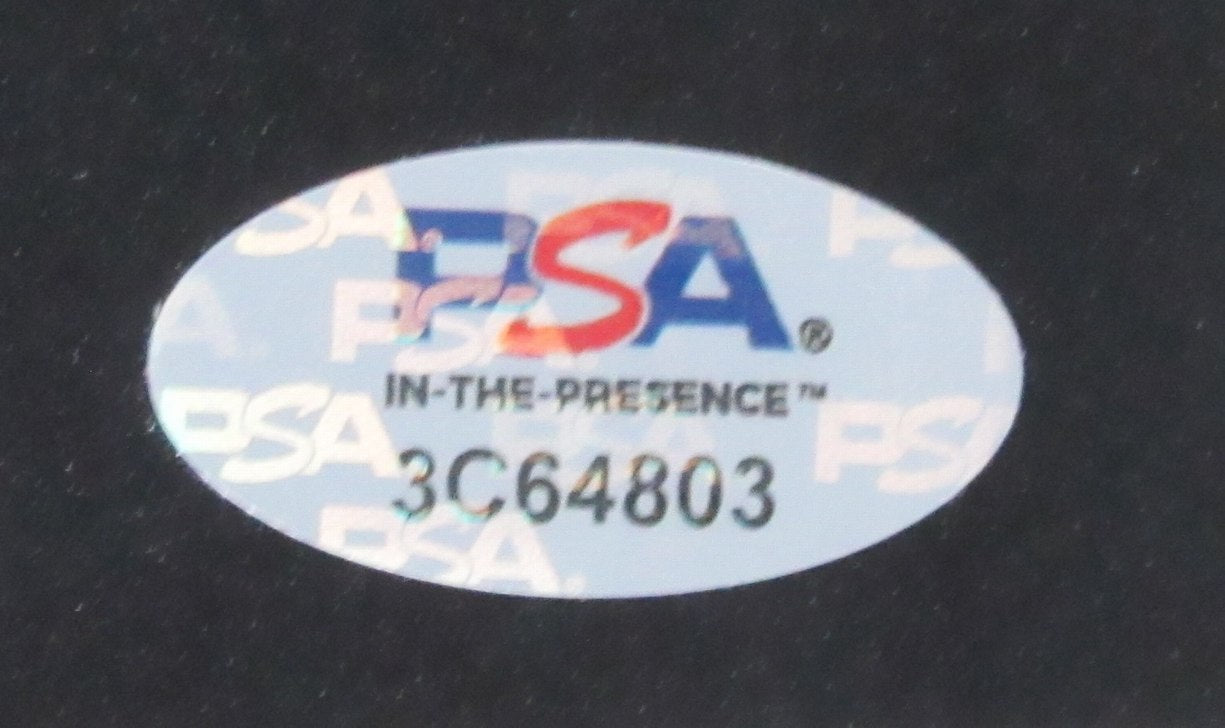 PSA®
IN-THE-PRESENCE™
3C64803